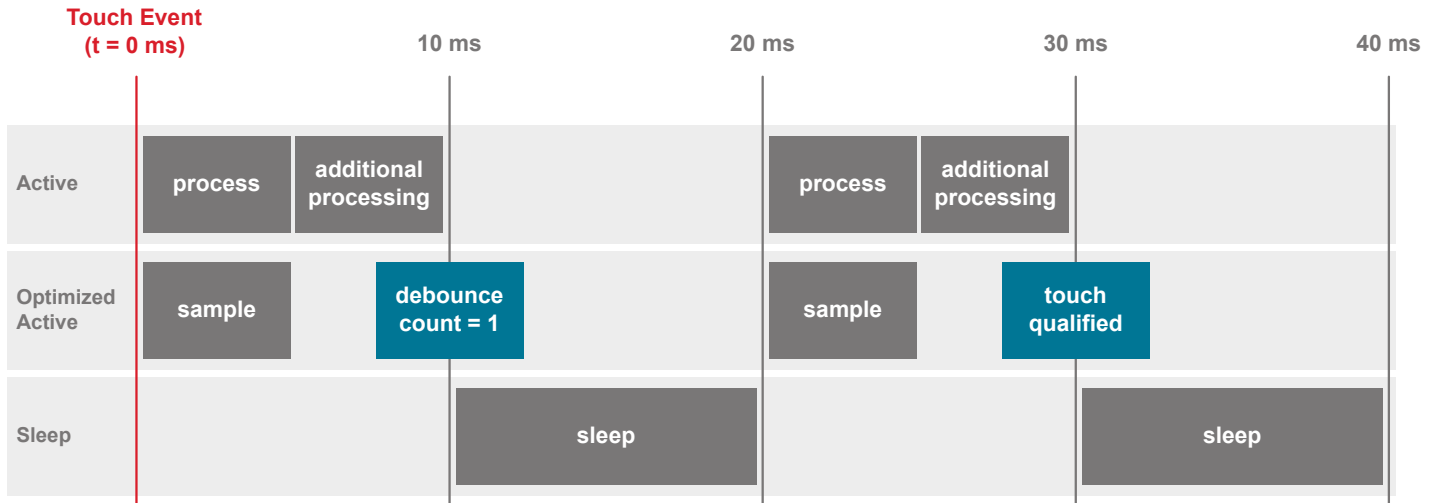 Touch Event
(t = 0 ms)
10 ms
20 ms
30 ms
40 ms
Active
process
additional
processing
process
additional
processing
Optimized
Active
sample
debounce
count = 1
sample
touch
qualified
Sleep
sleep
sleep